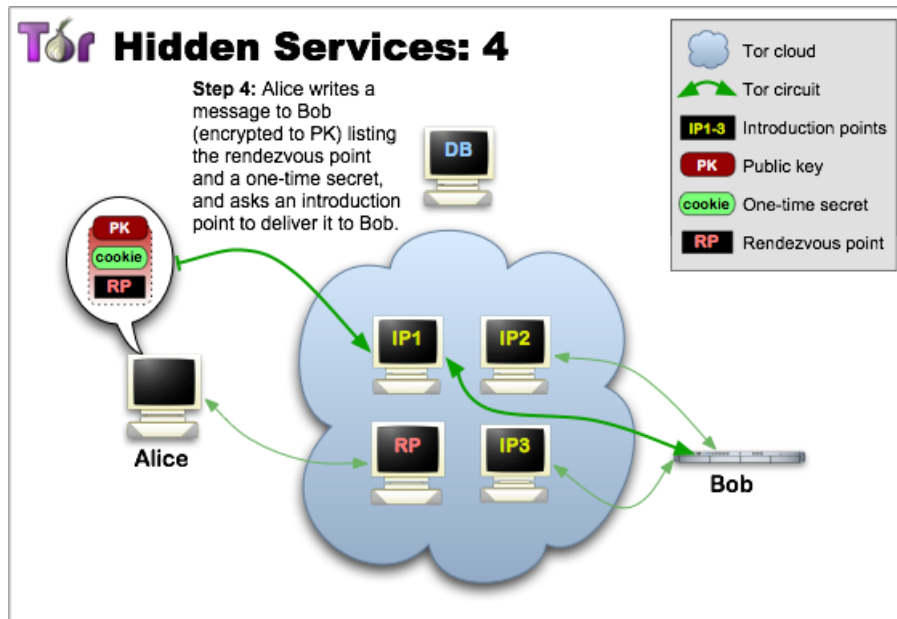 Tor Hidden Services: 4
Step 4: Alice writes a
message to Bob
(encrypted to PK) listing
the rendezvous point
and a one-time secret,
and asks an introduction
point to deliver it to Bob.
DB
Tor cloud
Tor circuit
IP1-3 Introduction points
PK Public key
cookie One-time secret
RP Rendezvous point
PK
cookie
RP
IP1
IP2
RP
IP3
Alice
Bob